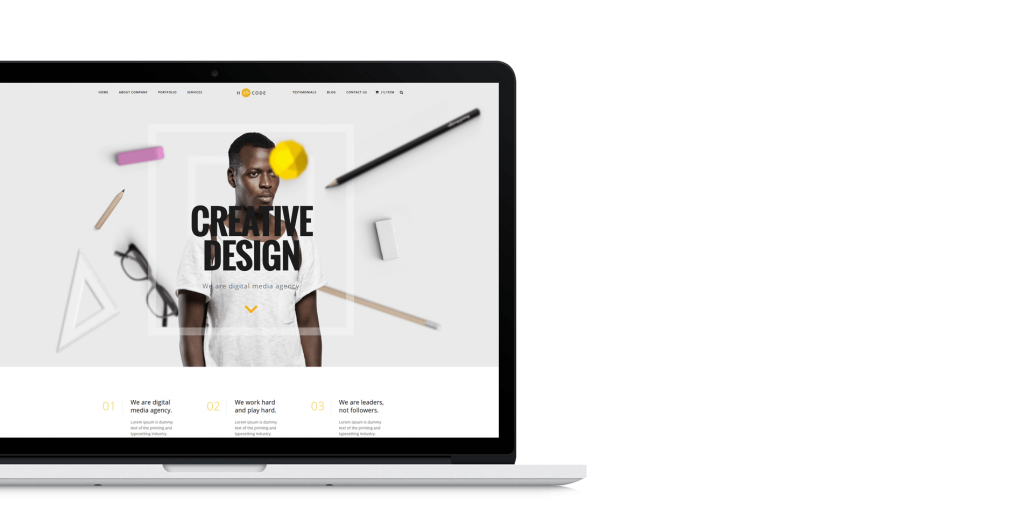 HOME ABOUT COMPANY PORTFOLIO SERVICES
H CODE
TESTIMONIALS BLOG CONTACT US (1) ITEM
CREATIVE
DESIGN
We are digital media agency
01
We are digital
media agency.
Lorem Ipsum is dummy
text of the printing and
typesetting industry.
02
We work hard
and play hard.
Lorem Ipsum is dummy
text of the printing and
typesetting industry.
03
We are leaders,
not followers.
Lorem Ipsum is dummy
text of the printing and
typesetting industry.